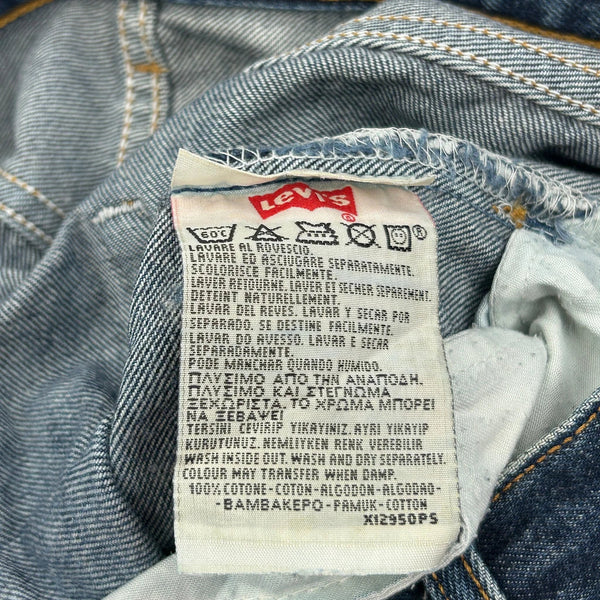 Levi's ®
60°C ®
LAVARE AL ROVESCIO.
LAVARE ED ASCIUGARE SEPARATAMENTE.
SCOLORISCE FACILMENTE.
LAVER RETOURNE. LAVER ET SECHER SEPAREMENT.
DETEINT NATURELLEMENT.
LAVAR DEL REVES. LAVAR Y SECAR POR
SEPARADO. SE DESTINE FACILMENTE.
LAVAR DO AVESSO. LAVAR E SECAR
SEPARADAMENTE.
PODE MANCHAR QUANDO HUMIDO.
ΠΛΥΣΙΜΟ ΑΠΟ ΤΗΝ ΑΝΑΠΟΔΗ.
ΠΛΥΣΙΜΟ ΚΑΙ ΣΤΕΓΝΩΜΑ
ΞΕΧΩΡΙΣΤΑ. ΤΟ ΧΡΩΜΑ ΜΠΟΡΕΙ
ΝΑ ΞΕΒΑΨΕΙ
TERSINI CEVIRIP YIKAYINIZ. AYRI YIKAYIP
KURUTUNUZ. NEMLIYKEN RENK VEREBILIR
WASH INSIDE OUT. WASH AND DRY SEPARATELY.
COLOUR MAY TRANSFER WHEN DAMP.
100% COTONE-COTON-ALGODON-ALGODAO-
-ΒΑΜΒΑΚΕΡΟ-PAMUK-COTTON
X12950PS